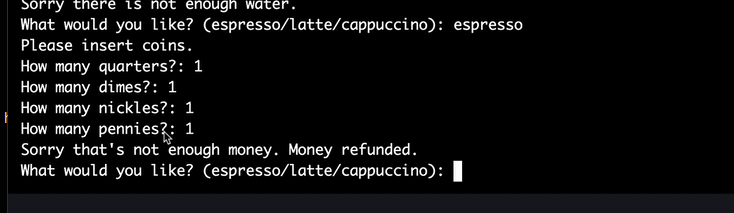 Sorry there is not enough water.
What would you like? (espresso/latte/cappuccino): espresso
Please insert coins.
How many quarters?: 1
How many dimes?: 1
How many nickles?: 1
How many pennies?: 1
Sorry that's not enough money. Money refunded.
What would you like? (espresso/latte/cappuccino):